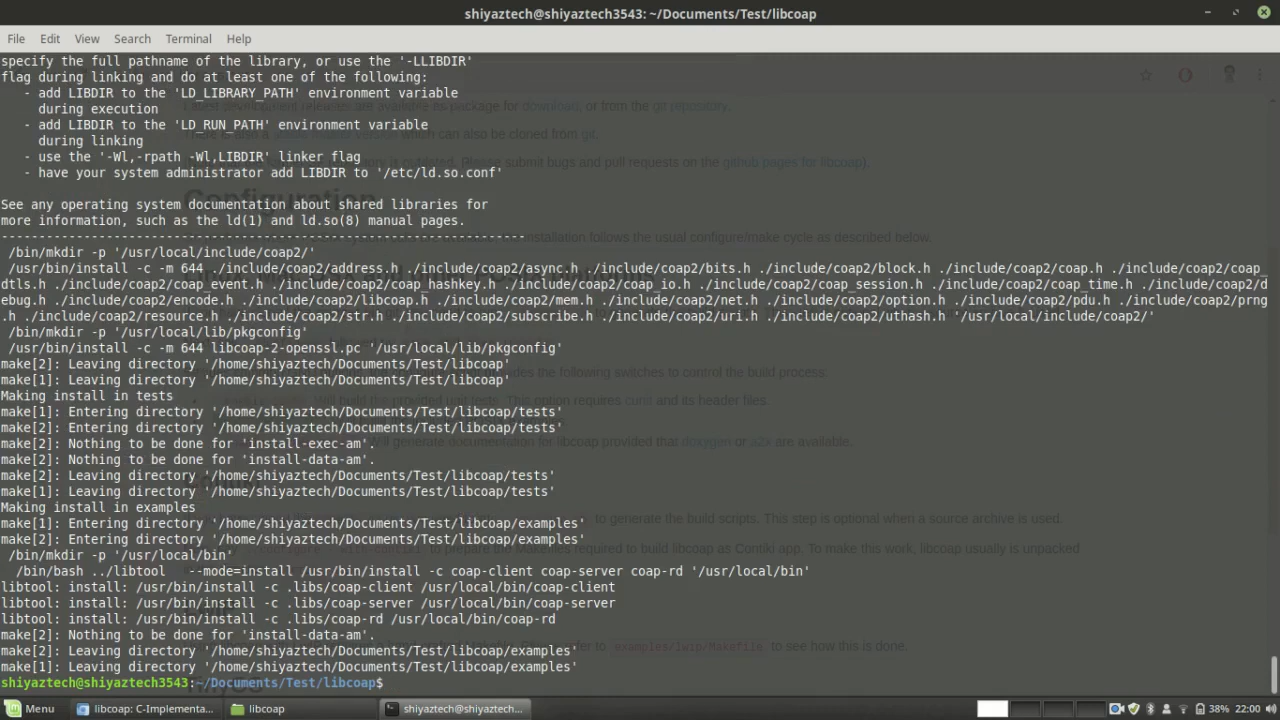 shiyaztech@shiyaztech3543: ~/Documents/Test/libcoap
File Edit View Search Terminal Help
specify the full pathname of the library, or use the '-LLIBDIR'
flag during linking and do at least one of the following:
- add LIBDIR to the 'LD_LIBRARY_PATH' environment variable
during execution
- add LIBDIR to the 'LD_RUN_PATH' environment variable
during linking
- use the '-Wl,-rpath -Wl,LIBDIR' linker flag
- have your system administrator add LIBDIR to '/etc/ld.so.conf'
See any operating system documentation about shared libraries for
more information, such as the ld(1) and ld.so(8) manual pages.
----------------------------------------------------------------------
/bin/mkdir -p '/usr/local/include/coap2/'
/usr/bin/install -c -m 644 ./include/coap2/address.h ./include/coap2/async.h ./include/coap2/bits.h ./include/coap2/block.h ./include/coap2/coap.h ./include/coap2/coap_
dtls.h ./include/coap2/coap_event.h ./include/coap2/coap_hashkey.h ./include/coap2/coap_io.h ./include/coap2/coap_session.h ./include/coap2/coap_time.h ./include/coap2/d
ebug.h ./include/coap2/encode.h ./include/coap2/libcoap.h ./include/coap2/mem.h ./include/coap2/net.h ./include/coap2/option.h ./include/coap2/pdu.h ./include/coap2/prng
.h ./include/coap2/resource.h ./include/coap2/str.h ./include/coap2/subscribe.h ./include/coap2/uri.h ./include/coap2/uthash.h '/usr/local/include/coap2/'
/bin/mkdir -p '/usr/local/lib/pkgconfig'
/usr/bin/install -c -m 644 libcoap-2-openssl.pc '/usr/local/lib/pkgconfig'
make[2]: Leaving directory '/home/shiyaztech/Documents/Test/libcoap'
make[1]: Leaving directory '/home/shiyaztech/Documents/Test/libcoap'
Making install in tests
make[1]: Entering directory '/home/shiyaztech/Documents/Test/libcoap/tests'
make[2]: Entering directory '/home/shiyaztech/Documents/Test/libcoap/tests'
make[2]: Nothing to be done for 'install-exec-am'.
make[2]: Nothing to be done for 'install-data-am'.
make[2]: Leaving directory '/home/shiyaztech/Documents/Test/libcoap/tests'
make[1]: Leaving directory '/home/shiyaztech/Documents/Test/libcoap/tests'
Making install in examples
make[1]: Entering directory '/home/shiyaztech/Documents/Test/libcoap/examples'
make[2]: Entering directory '/home/shiyaztech/Documents/Test/libcoap/examples'
/bin/mkdir -p '/usr/local/bin'
/bin/bash ../libtool --mode=install /usr/bin/install -c coap-client coap-server coap-rd '/usr/local/bin'
libtool: install: /usr/bin/install -c .libs/coap-client /usr/local/bin/coap-client
libtool: install: /usr/bin/install -c .libs/coap-server /usr/local/bin/coap-server
libtool: install: /usr/bin/install -c .libs/coap-rd /usr/local/bin/coap-rd
make[2]: Nothing to be done for 'install-data-am'.
make[2]: Leaving directory '/home/shiyaztech/Documents/Test/libcoap/examples'
make[1]: Leaving directory '/home/shiyaztech/Documents/Test/libcoap/examples'
shiyaztech@shiyaztech3543:~/Documents/Test/libcoap$
Menu libcoap: C-Implementa... libcoap shiyaztech@shiyaztech... 38% 22:00